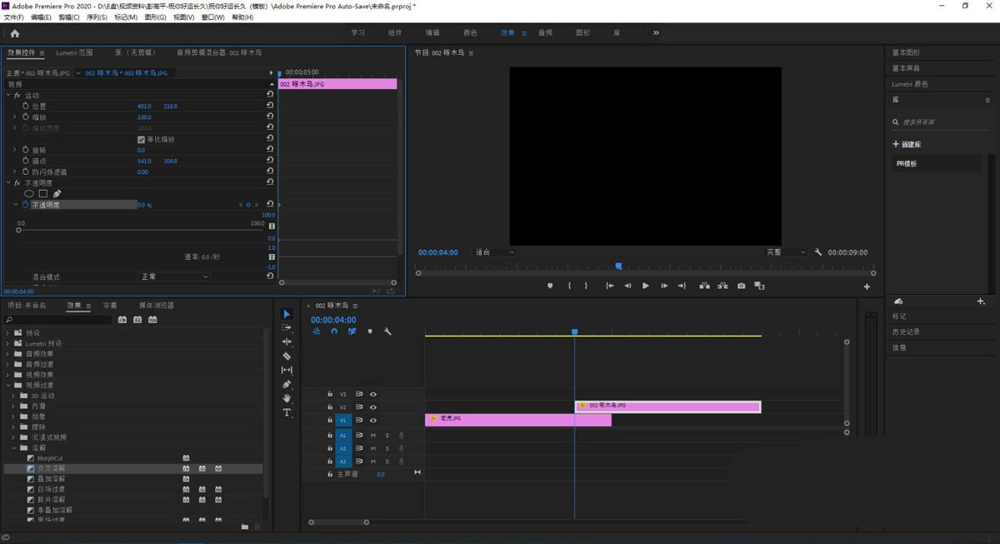 Adobe Premiere Pro 2020 - D:\E盘\视频资料\彭亮平-祝你好运长久\祝你好运长久（模板）\Adobe Premiere Pro Auto-Save\未命名.prproj *
文件(F) 编辑(E) 剪辑(C) 序列(S) 标记(M) 图形(G) 视图(V) 窗口(W) 帮助(H)
学习 组件 编辑 颜色 效果 音频 图形 库
效果控件 Lumetri 范围 源（无剪辑） 音频剪辑混合器: 002 啄木鸟
主要 * 002 啄木鸟.JPG 002 啄木鸟 * 002 啄木鸟.JPG
00:00:05:00
视频
002 啄木鸟.JPG
fx 运动
位置 481.0 316.0
缩放 100.0
缩放宽度 100.0
等比缩放
旋转 0.0
锚点 541.0 308.0
防闪烁滤镜 0.00
fx 不透明度
不透明度 0.0 %
100.0
0.0 100.0
0.0
1.0
速率: 0.0 /秒
-1.0
混合模式 正常
00:00:04:00
节目: 002 啄木鸟
00:00:04:00 适合 完整 00:00:09:00
基本图形
基本声音
Lumetri 颜色
库
搜索所有库
新建库
PR模板
标记
历史记录
信息
项目: 未命名 效果 字幕 媒体浏览器
预设
Lumetri 预设
音频效果
音频过渡
视频效果
视频过渡
3D 运动
内滑
划像
擦除
沉浸式视频
溶解
MorphCut
交叉溶解
叠加溶解
白场过渡
胶片溶解
非叠加溶解
黑场过渡
× 002 啄木鸟
00:00:04:00
V3
V2
002 啄木鸟.JPG
V1
老虎.JPG
A1 M S
A2 M S
A3 M S
主声道 0.0